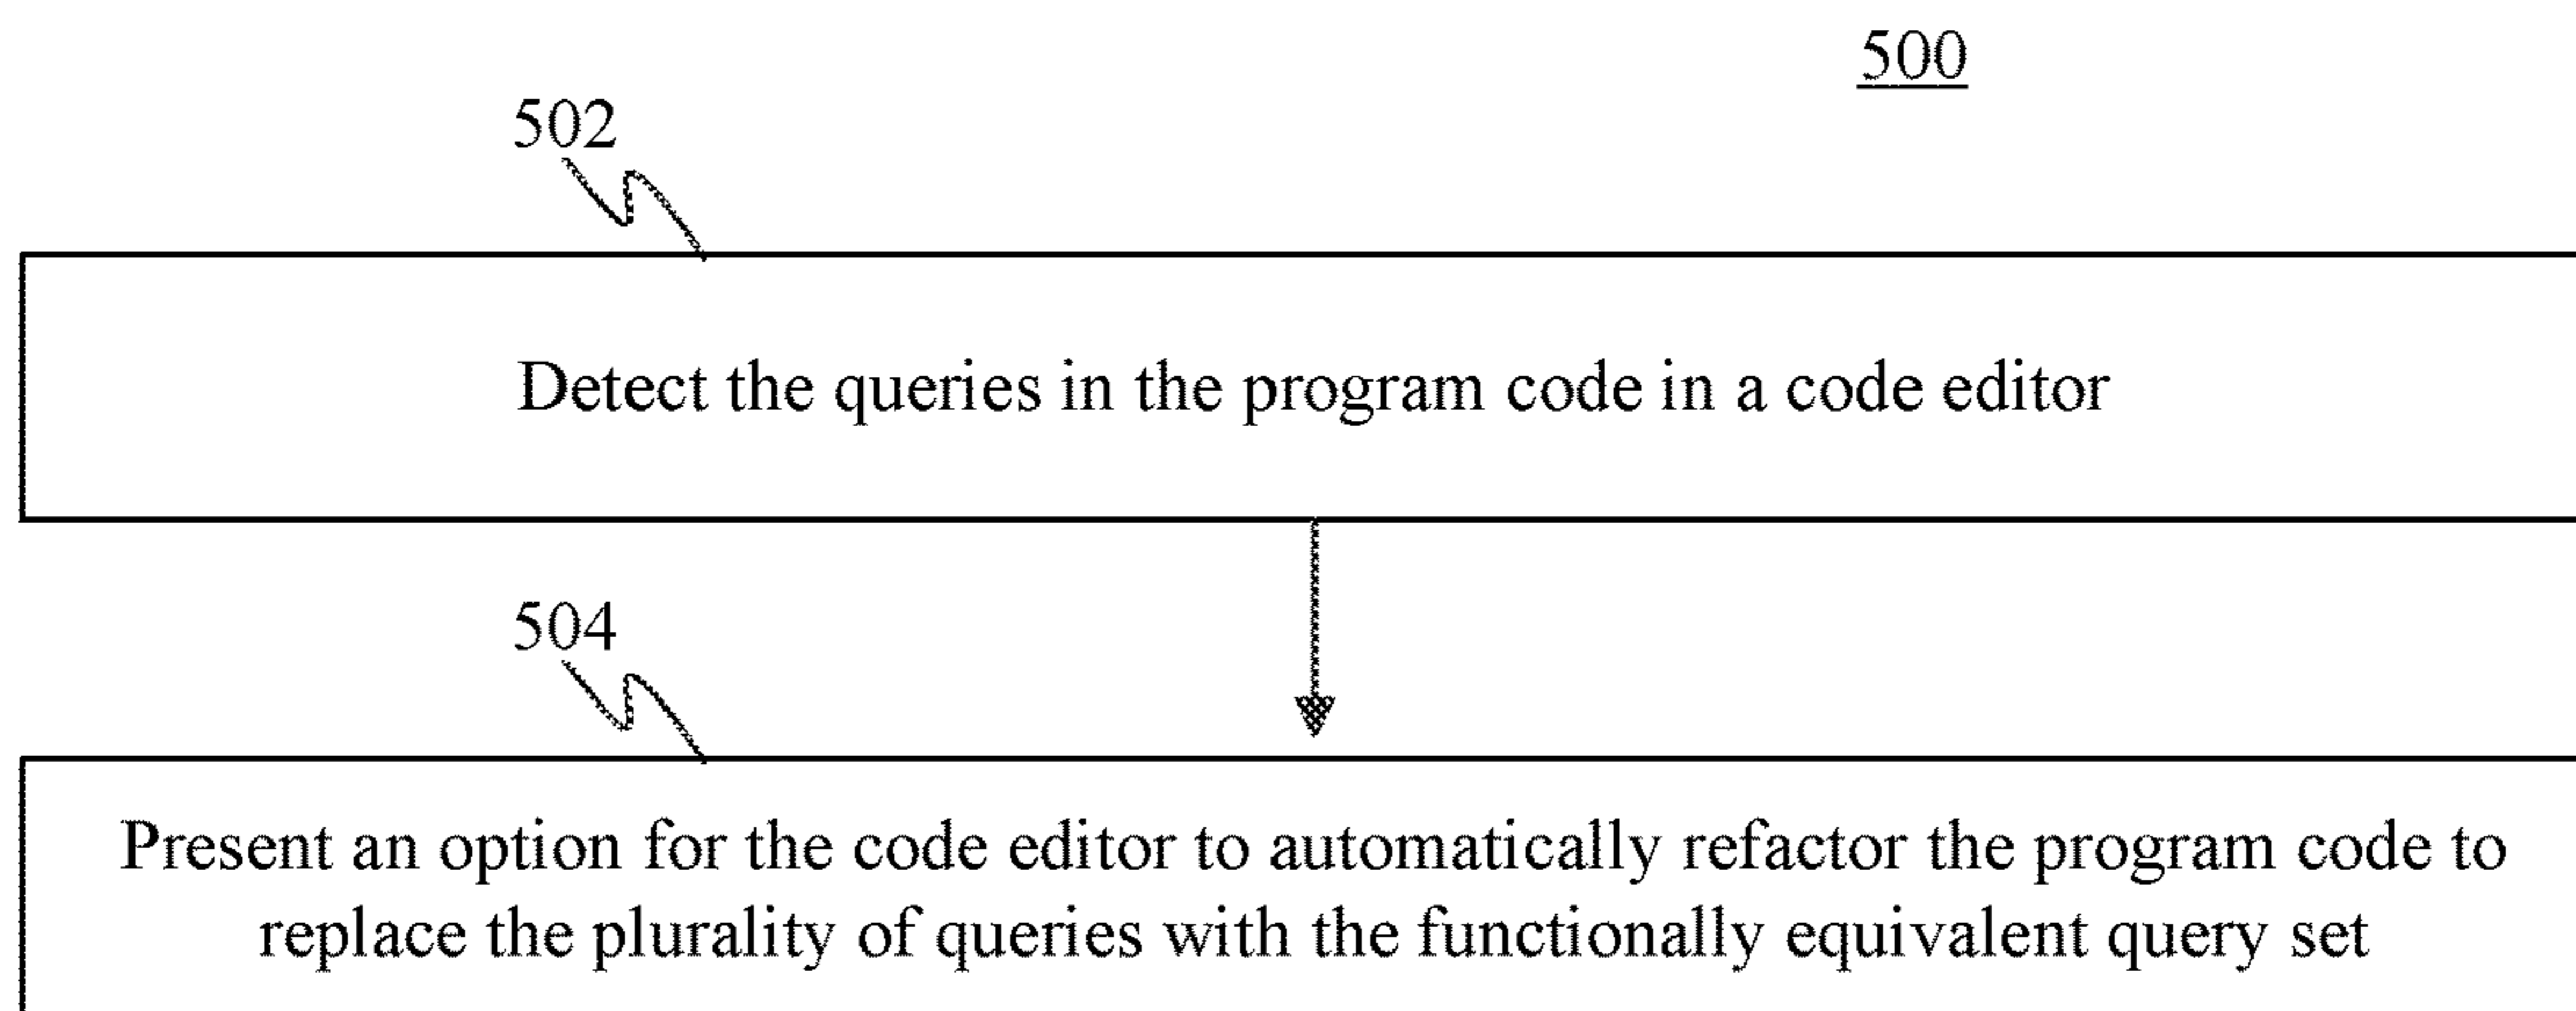 500
502
Detect the queries in the program code in a code editor
504
Present an option for the code editor to automatically refactor the program code to
replace the plurality of queries with the functionally equivalent query set